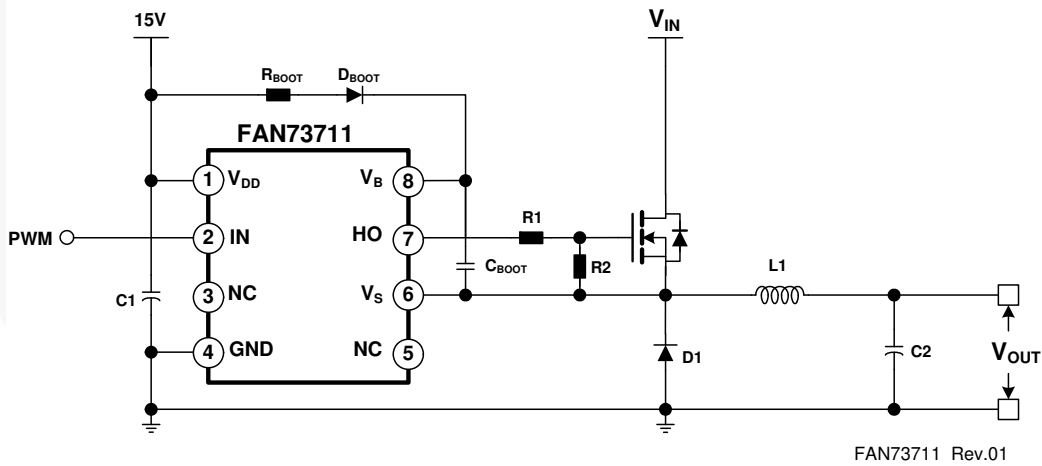 15V
VIN
RBOOT
DBOOT
FAN73711
1 VDD
VB 8
PWM
2 IN
HO 7
R1
CBOOT
R2
L1
C1
3 NC
VS 6
4 GND
NC 5
D1
C2
VOUT
FAN73711 Rev.01